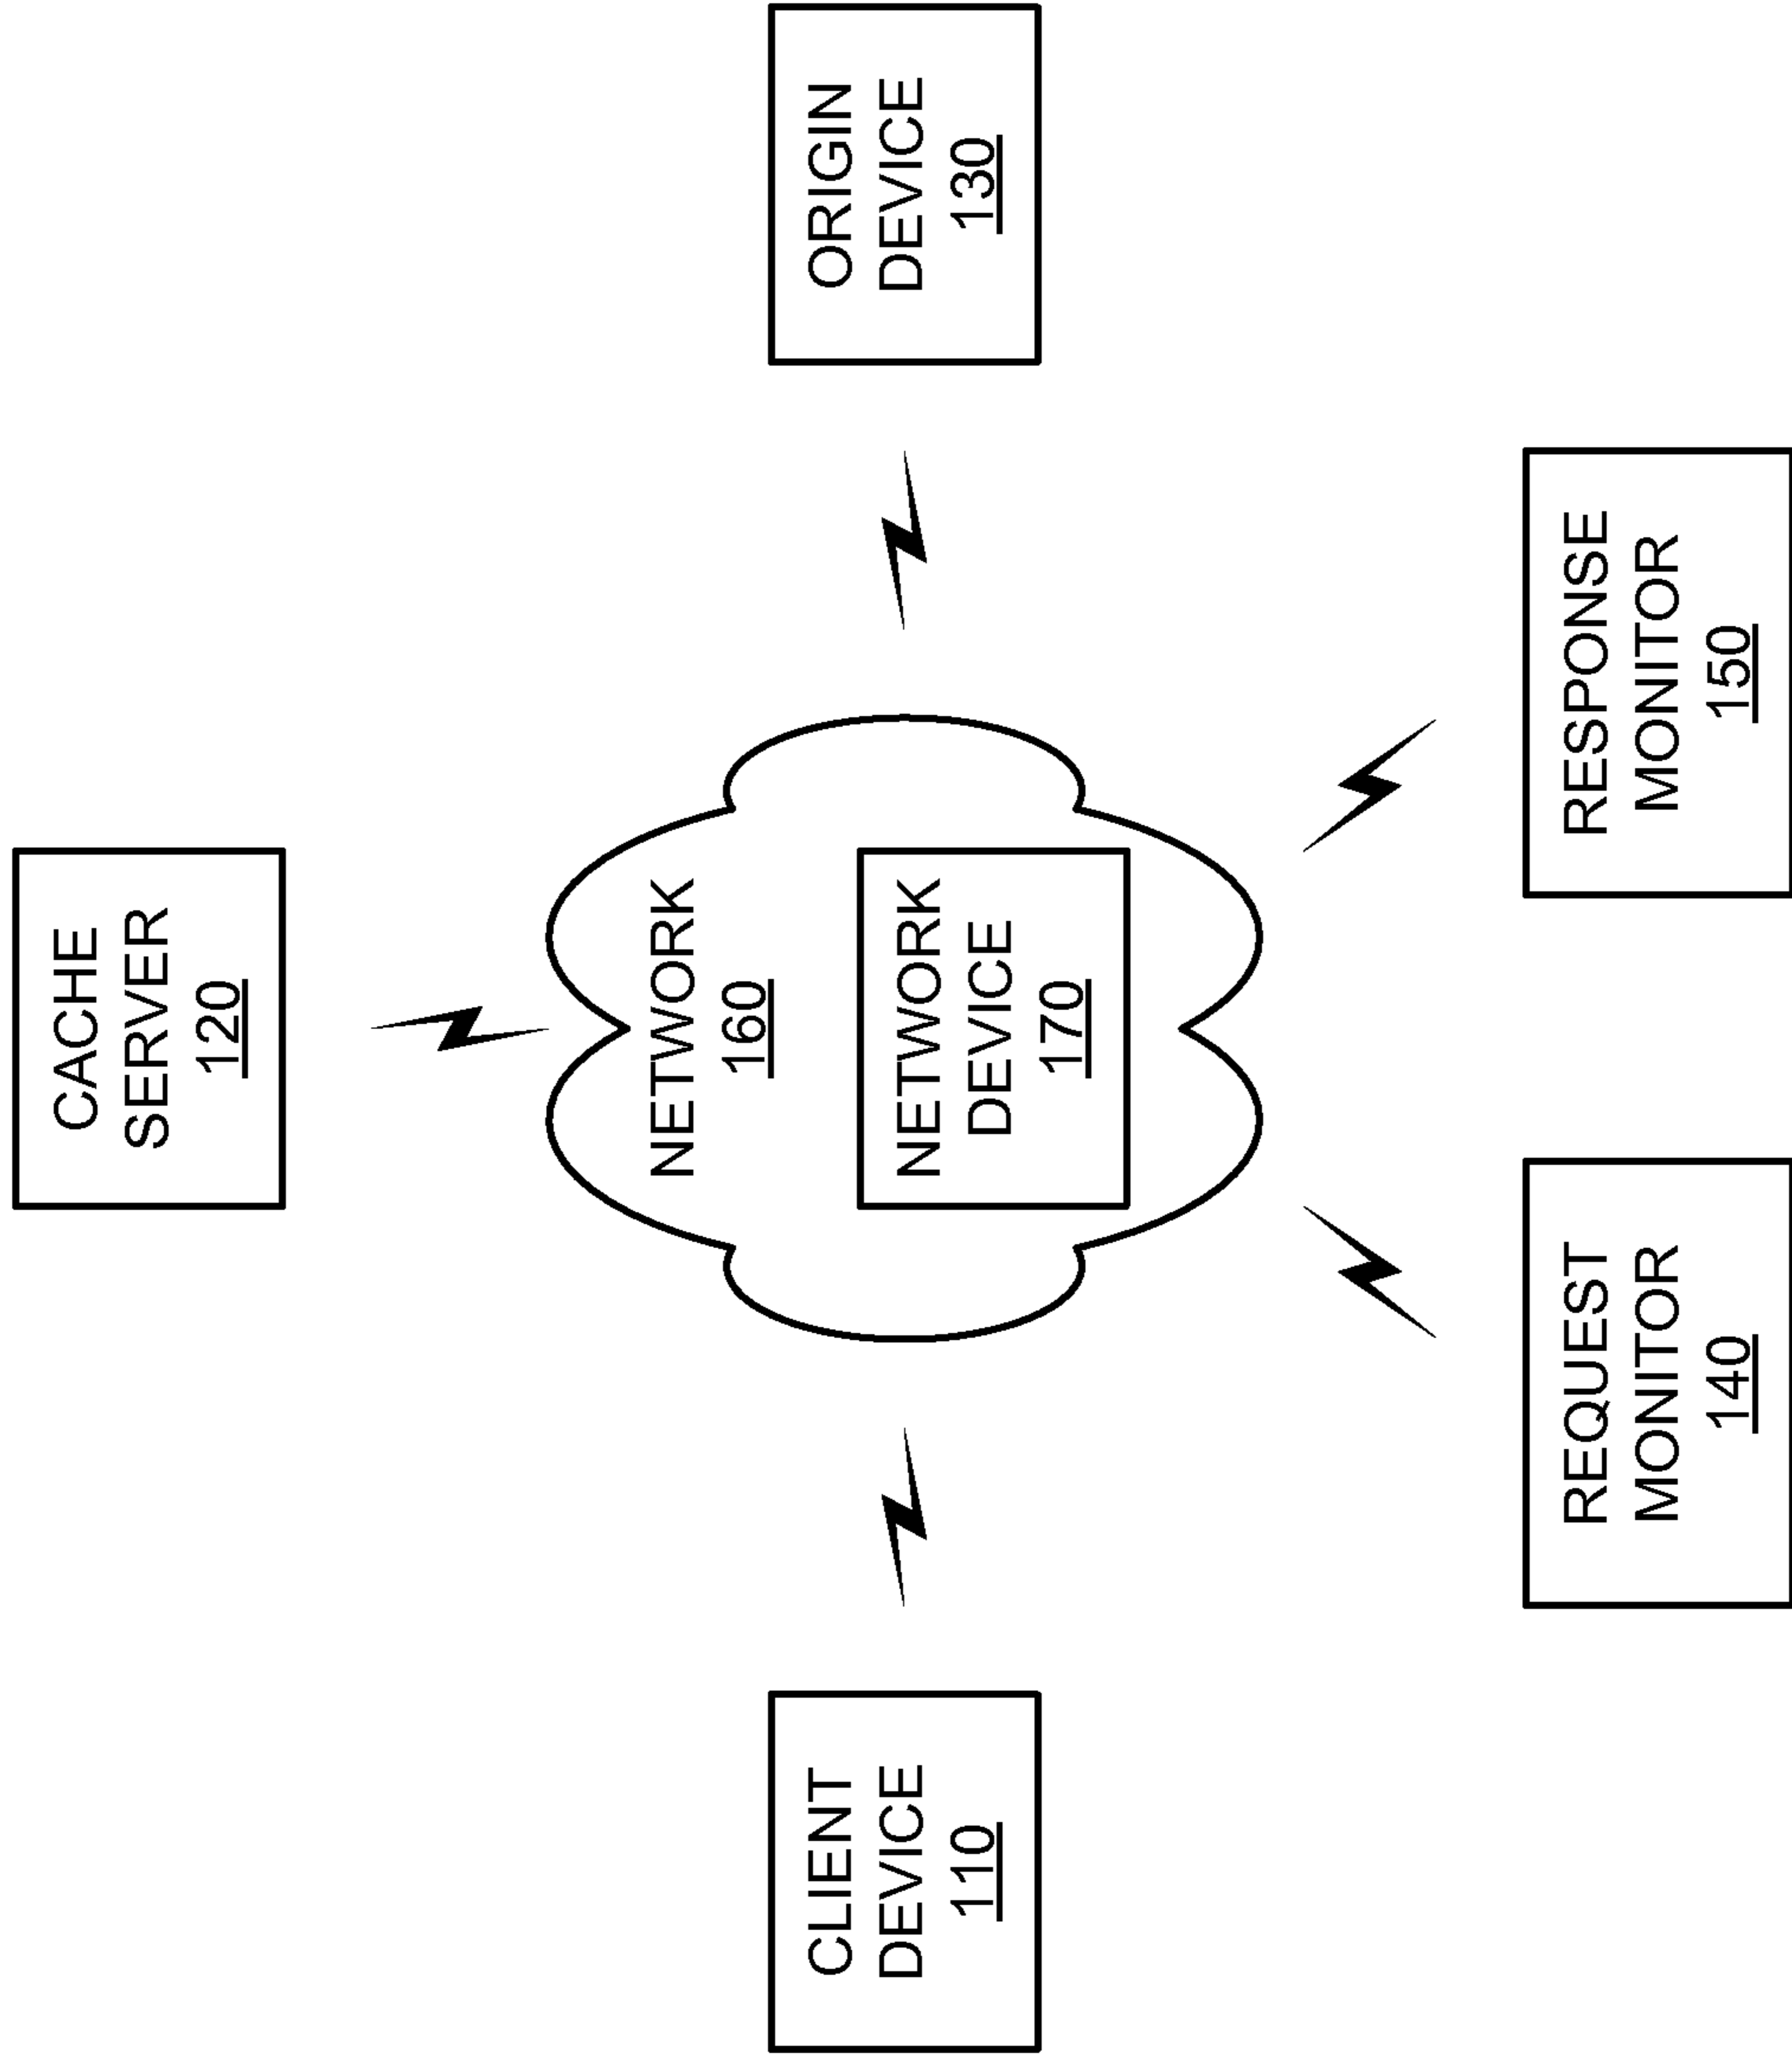 CACHE
SERVER
120
CLIENT
DEVICE
110
NETWORK
160
NETWORK
DEVICE
170
ORIGIN
DEVICE
130
REQUEST
MONITOR
140
RESPONSE
MONITOR
150